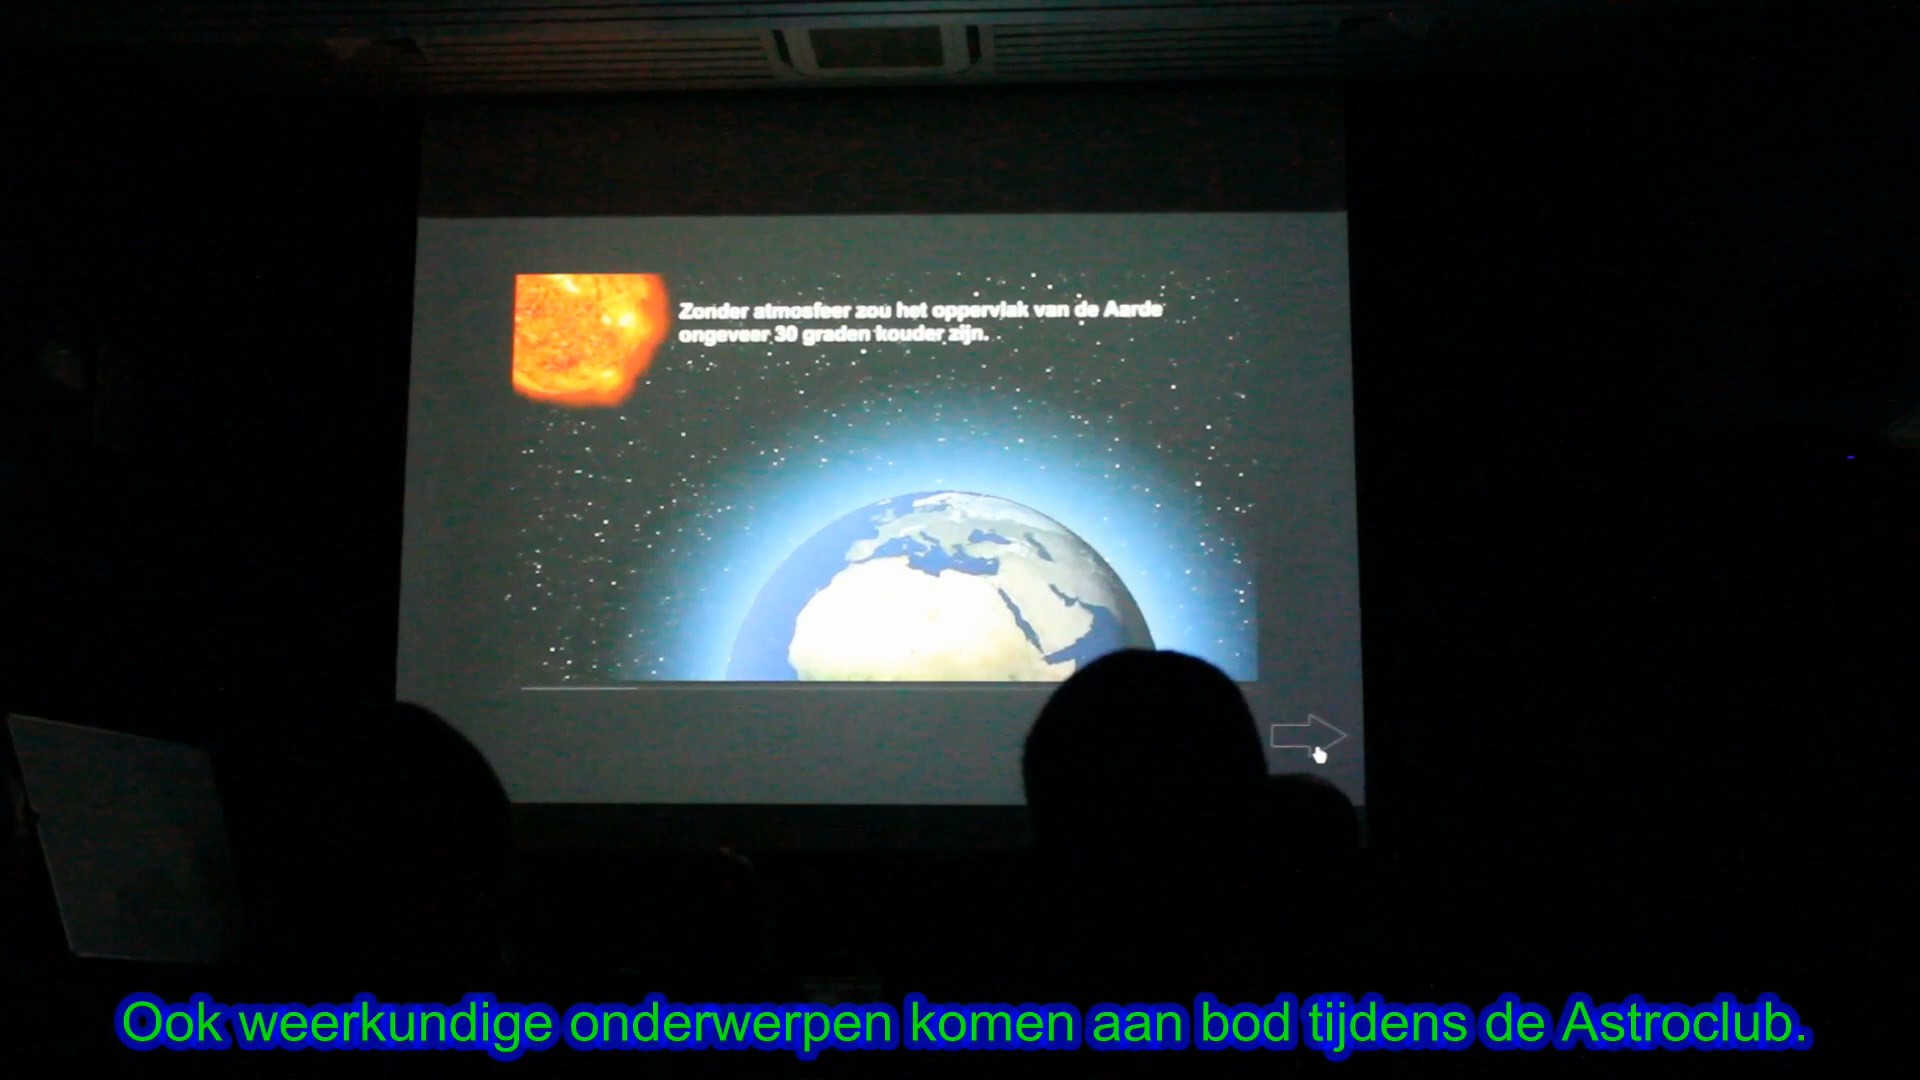 Zonder atmosfeer zou het oppervlak van de Aarde
ongeveer 30 graden kouder zijn.
Ook weerkundige onderwerpen komen aan bod tijdens de Astroclub.